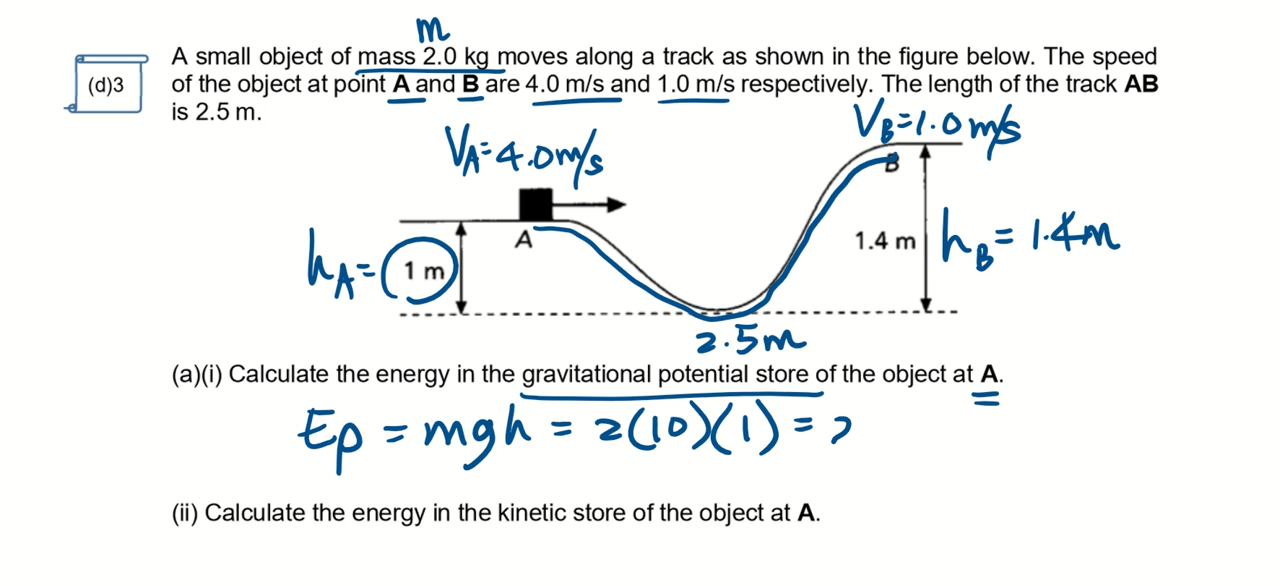 m
(d)3
A small object of mass 2.0 kg moves along a track as shown in the figure below. The speed
of the object at point A and B are 4.0 m/s and 1.0 m/s respectively. The length of the track AB
is 2.5 m.
VA=4.0m/s
VB=1.0m/s
B
A
hA=
1 m
1.4 m
hB=1.4m
2.5m
(a)(i) Calculate the energy in the gravitational potential store of the object at A.
Ep = mgh = 2(10)(1) =
(ii) Calculate the energy in the kinetic store of the object at A.